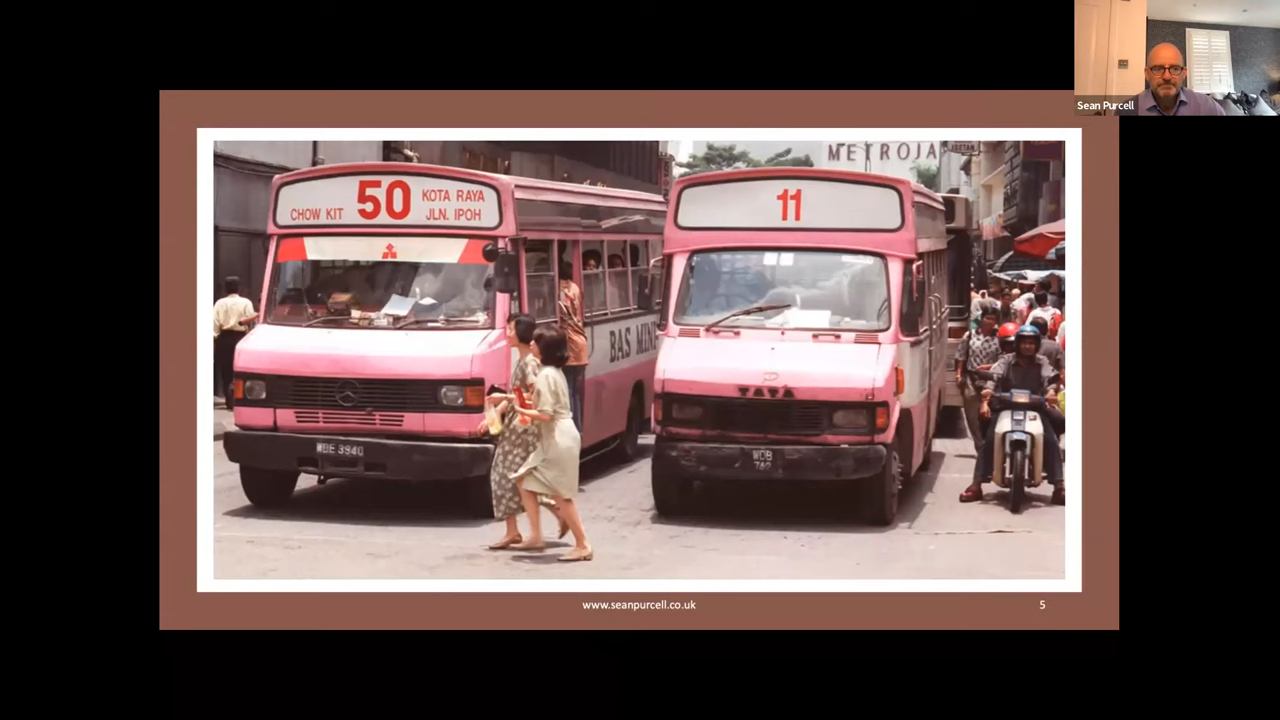 Sean Purcell
METROJA
50
CHOW KIT
KOTA RAYA
JLN. IPOH
11
BAS MINI
TATA
WBE 3940
WDB
742
www.seanpurcell.co.uk
5